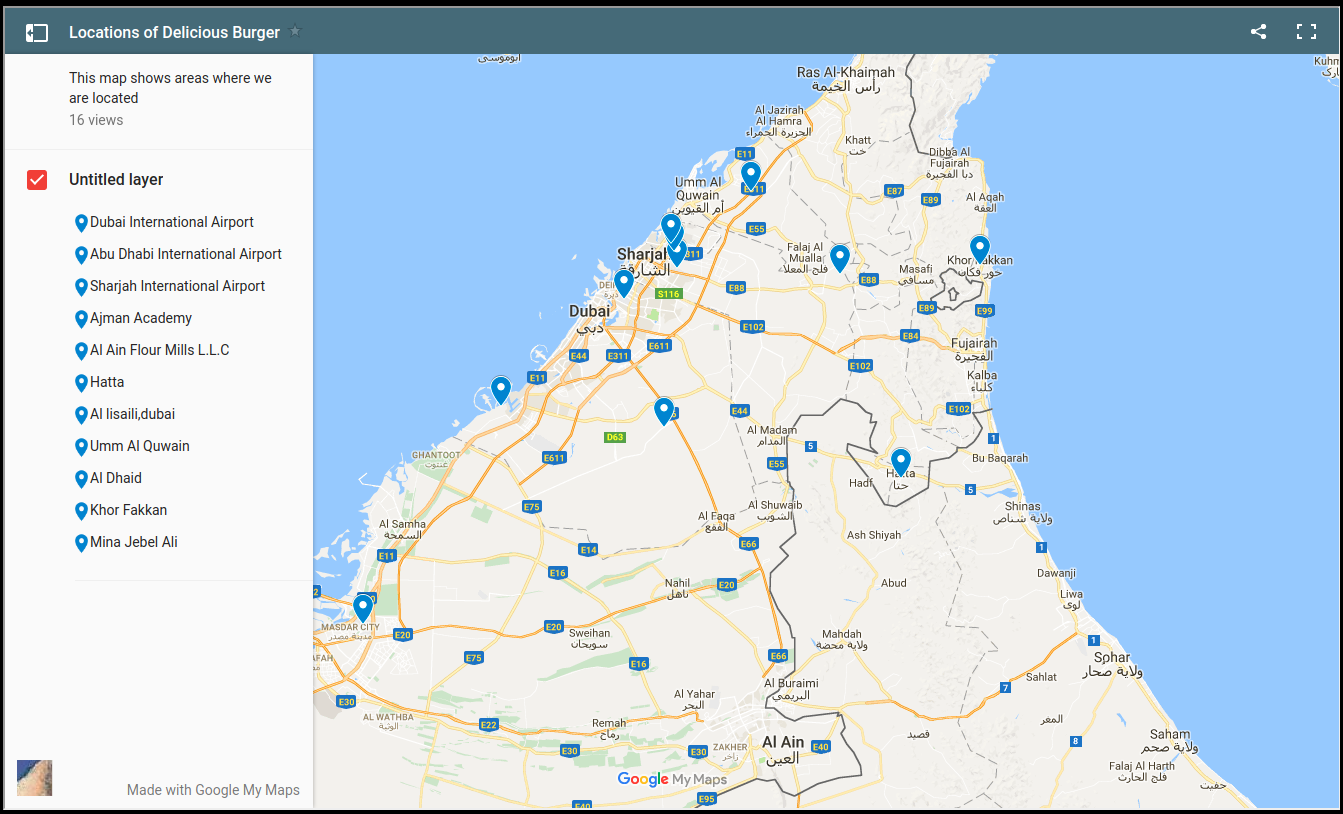 Locations of Delicious Burger
This map shows areas where we
are located
16 views
Untitled layer
Dubai International Airport
Abu Dhabi International Airport
Sharjah International Airport
Ajman Academy
Al Ain Flour Mills L.L.C
Hatta
Al lisaili,dubai
Umm Al Quwain
Al Dhaid
Khor Fakkan
Mina Jebel Ali
Made with Google My Maps
ابوموسى
Ras Al-Khaimah
رأس الخيمة
Al Jazirah
Al Hamra
الجزيرة الحمراء
Khatt
خت
E11
Dibba Al
Fujairah
دبا الفجيرة
Umm Al
Quwain
أم القيوين
E87
E89
Al Aqah
العقة
E55
Falaj Al
Mualla
فلج المعلا
Sharjah
الشارقة
Masafi
مسافي
خور فكان
E88
E88
S116
E89
E99
Dubai
دبي
E102
E84
E611
E44
E311
Fujairah
الفجيرة
E102
Kalba
كلباء
E11
E44
E102
D63
Al Madam
المدام
5
1
GHANTOOT
غنتوت
E611
E55
Bu Baqarah
حتا
Hadf
5
E75
Al Shuwaib
الشويب
Shinas
ولاية شناص
Al Faqa
الفقع
Al Samha
السمحة
Ash Shiyah
E66
E14
E11
1
E16
Dawanji
Nahil
ناهل
E20
Abud
Liwa
لوى
MASDAR CITY
مدينة مصدر
E20
E20
Sweihan
سويحان
Mahdah
ولاية محضة
1
E75
E16
E66
Sohar
ولاية صحار
Sahlat
7
Al Buraimi
البريمي
Al Yahar
اليحر
E30
AL WATHBA
الوثبة
E22
Remah
رماح
المعر
Saham
ولاية صحم
8
Al Ain
العين
E40
ZAKHER
زاخر
E30
E30
Falaj Al Harth
فلج الحارث
Google My Maps
حفيت
E95